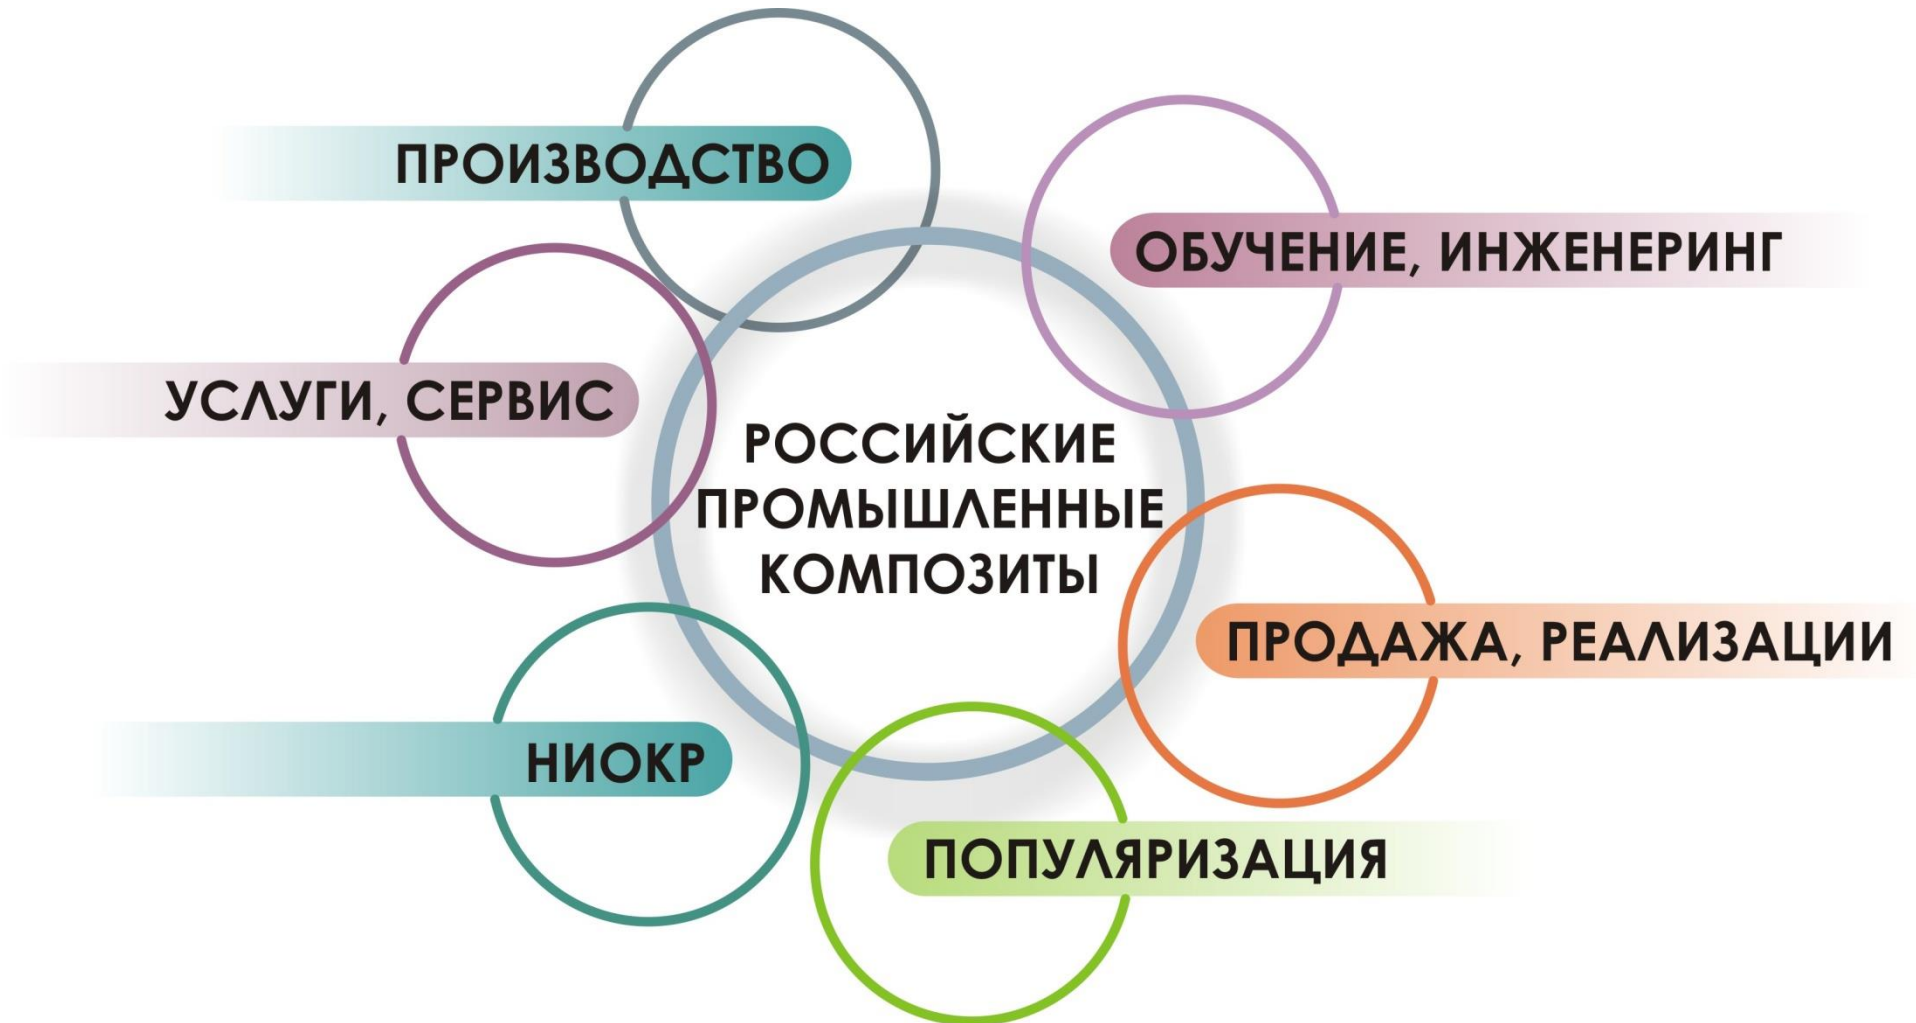 ПРОИЗВОДСТВО
ОБУЧЕНИЕ, ИНЖЕНЕРИНГ
УСЛУГИ, СЕРВИС
РОССИЙСКИЕ
ПРОМЫШЛЕННЫЕ
КОМПОЗИТЫ
ПРОДАЖА, РЕАЛИЗАЦИИ
НИОКР
ПОПУЛЯРИЗАЦИЯ